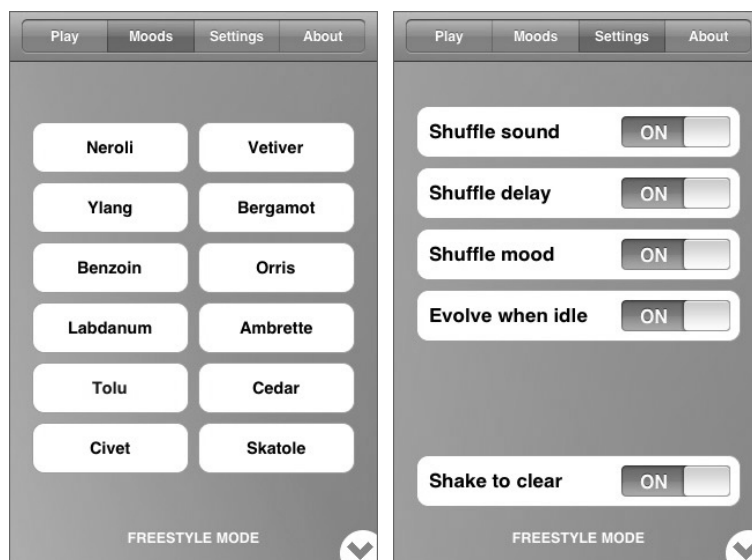 Play Moods Settings About
Neroli Vetiver
Ylang Bergamot
Benzoin Orris
Labdanum Ambrette
Tolu Cedar
Civet Skatole
FREESTYLE MODE
Play Moods Settings About
Shuffle sound ON
Shuffle delay ON
Shuffle mood ON
Evolve when idle ON
Shake to clear ON
FREESTYLE MODE